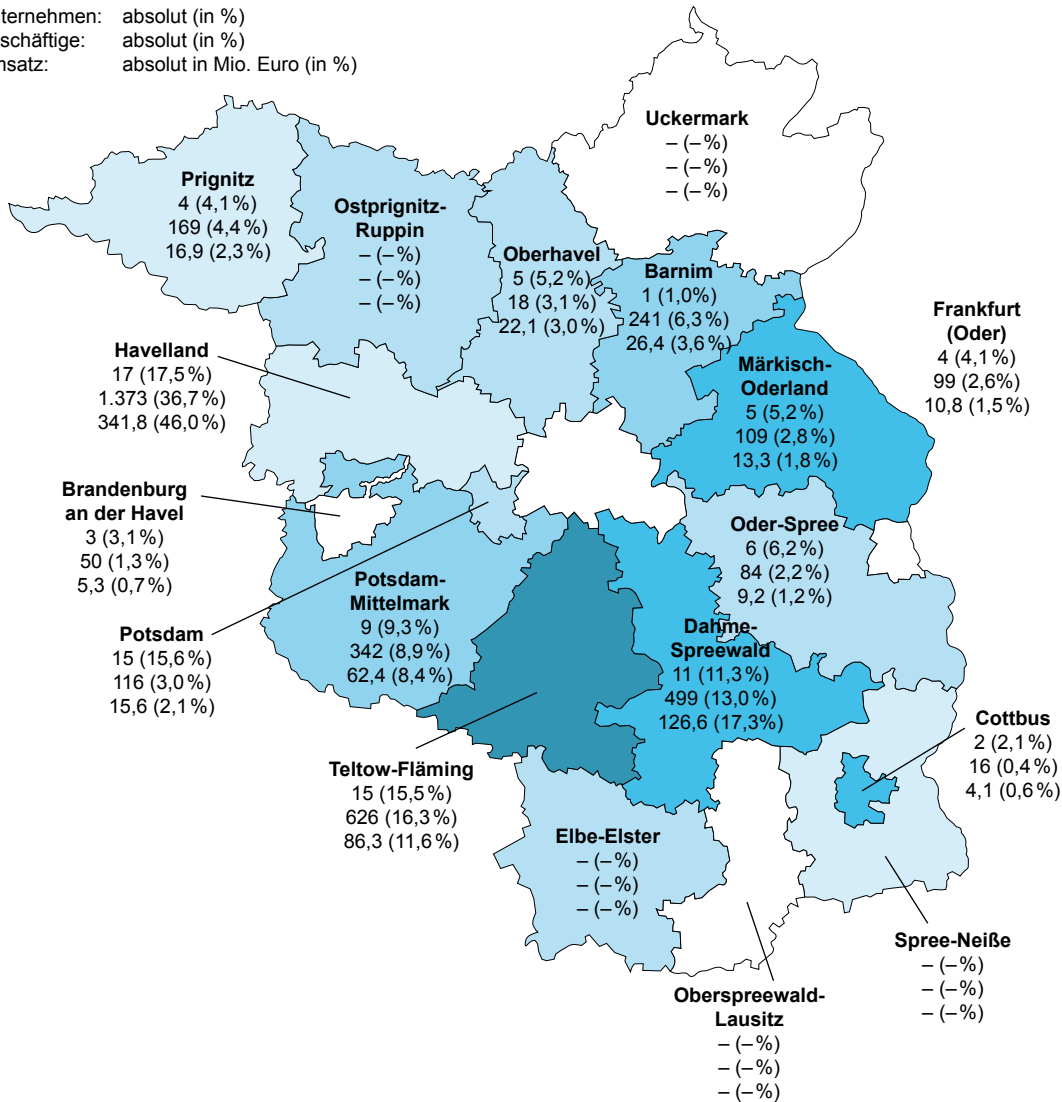 ternehmen: absolut (in %)
schäftige: absolut (in %)
nsatz: absolut in Mio. Euro (in %)
Uckermark
– (– %)
– (– %)
– (– %)
Prignitz
4 (4,1 %)
169 (4,4 %)
16,9 (2,3 %)
Ostprignitz-
Ruppin
– (– %)
– (– %)
– (– %)
Oberhavel
5 (5,2 %)
18 (3,1 %)
22,1 (3,0 %)
Barnim
1 (1,0%)
241 (6,3 %)
26,4 (3,6 %)
Frankfurt
(Oder)
4 (4,1 %)
99 (2,6%)
10,8 (1,5 %)
Havelland
17 (17,5 %)
1.373 (36,7 %)
341,8 (46,0 %)
Märkisch-
Oderland
5 (5,2 %)
109 (2,8 %)
13,3 (1,8 %)
Brandenburg
an der Havel
3 (3,1%)
50 (1,3 %)
5,3 (0,7 %)
Oder-Spree
6 (6,2 %)
84 (2,2 %)
9,2 (1,2 %)
Potsdam-
Mittelmark
9 (9,3 %)
342 (8,9 %)
62,4 (8,4 %)
Potsdam
15 (15,6 %)
116 (3,0 %)
15,6 (2,1 %)
Dahme-
Spreewald
11 (11,3 %)
499 (13,0 %)
126,6 (17,3%)
Cottbus
2 (2,1 %)
16 (0,4 %)
4,1 (0,6 %)
Teltow-Fläming
15 (15,5 %)
626 (16,3 %)
86,3 (11,6 %)
Elbe-Elster
– (– %)
– (– %)
– (– %)
Spree-Neiße
– (– %)
– (– %)
– (– %)
Oberspreewald-
Lausitz
– (– %)
– (– %)
– (– %)